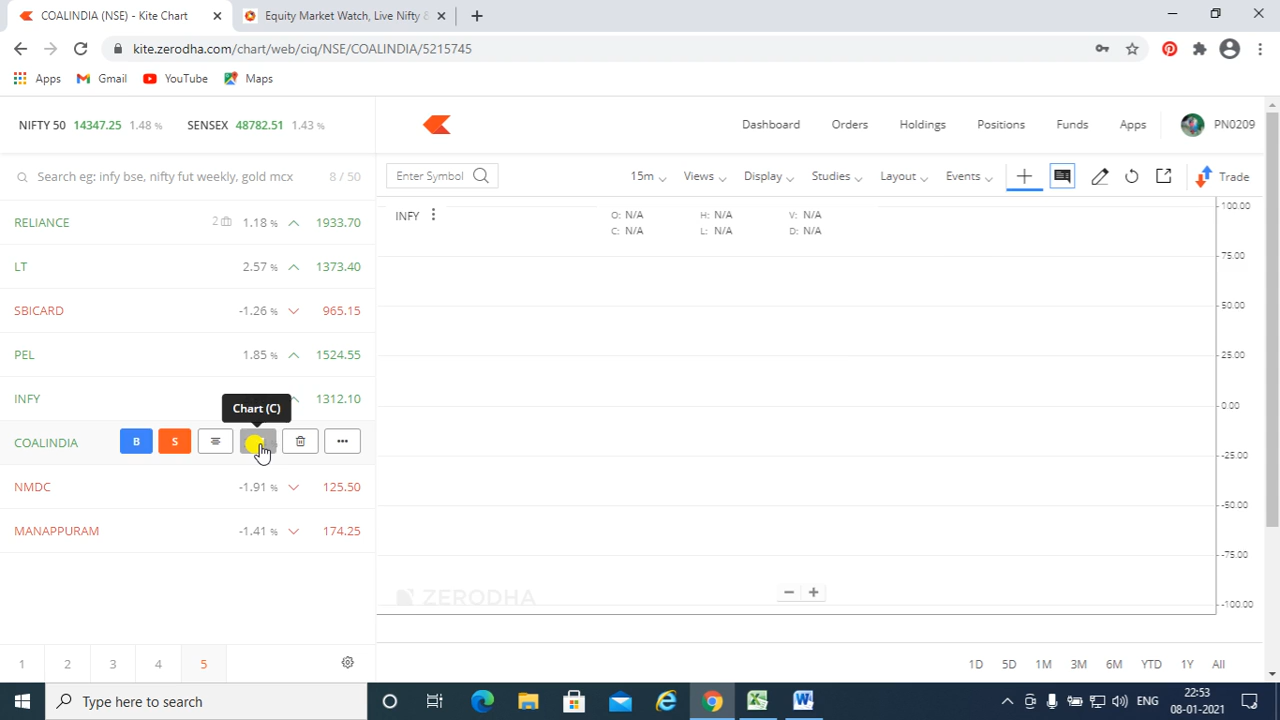 COALINDIA (NSE) - Kite Chart
Equity Market Watch, Live Nifty &
kite.zerodha.com/chart/web/ciq/NSE/COALINDIA/5215745
Apps Gmail YouTube Maps
NIFTY 50 14347.25 1.48 % SENSEX 48782.51 1.43 %
Dashboard Orders Holdings Positions Funds Apps PN0209
Search eg: infy bse, nifty fut weekly, gold mcx 8 / 50
Enter Symbol 15m Views Display Studies Layout Events Trade
RELIANCE 2 1.18 % 1933.70
LT 2.57 % 1373.40
SBICARD -1.26 % 965.15
PEL 1.85 % 1524.55
INFY 1312.10
Chart (C)
COALINDIA B S
NMDC -1.91 % 125.50
MANAPPURAM -1.41 % 174.25
1 2 3 4 5
INFY O: N/A H: N/A V: N/A
C: N/A L: N/A D: N/A
100.00
75.00
50.00
25.00
0.00
-25.00
-50.00
-75.00
-100.00
ZERODHA
1D 5D 1M 3M 6M YTD 1Y All
Type here to search
ENG
22:53
08-01-2021